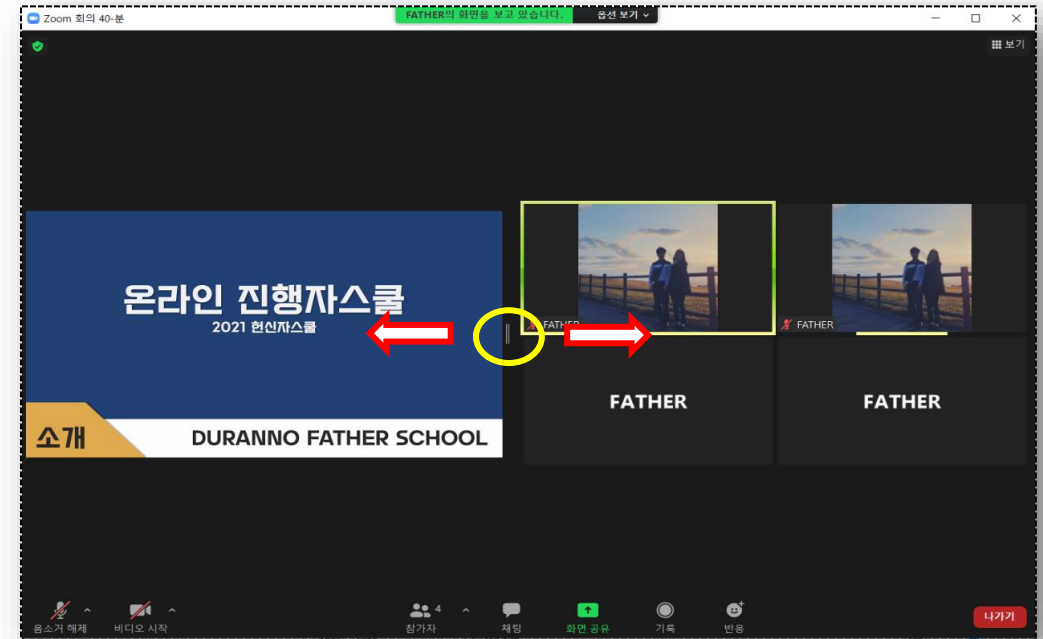 Zoom 회의 40-분
FATHER의 화면을 보고 있습니다.
옵션 보기
보기
온라인 진행자스쿨
2021 헌신자스쿨
소개
DURANNO FATHER SCHOOL
FATHER
FATHER
FATHER
FATHER
음소거 해제
비디오 시작
4
참가자
채팅
화면 공유
기록
반응
나가기